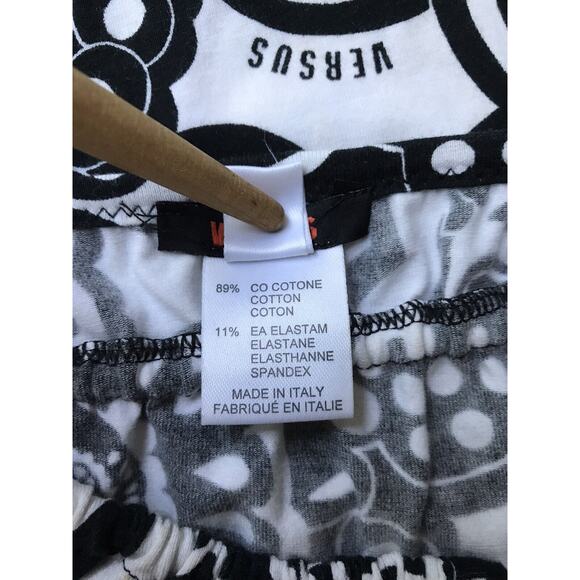 VERSUS
89% CO COTONE
COTTON
COTON
11% EA ELASTAM
ELASTANE
ELASTHANNE
SPANDEX
MADE IN ITALY
FABRIQUÉ EN ITALIE